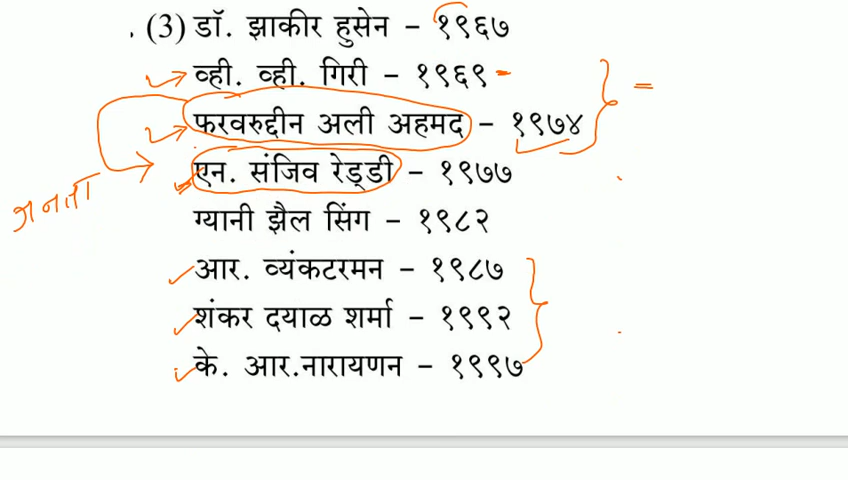 . (3) डॉ. झाकीर हुसेन – १९६७
व्ही. व्ही. गिरी – १९६९
फरवरुद्दीन अली अहमद – १९७४
एन. संजिव रेड्डी – १९७७
जनता
ग्यानी झैल सिंग – १९८२
आर. व्यंकटरमन – १९८७
शंकर दयाळ शर्मा – १९९२
के. आर.नारायणन – १९९७